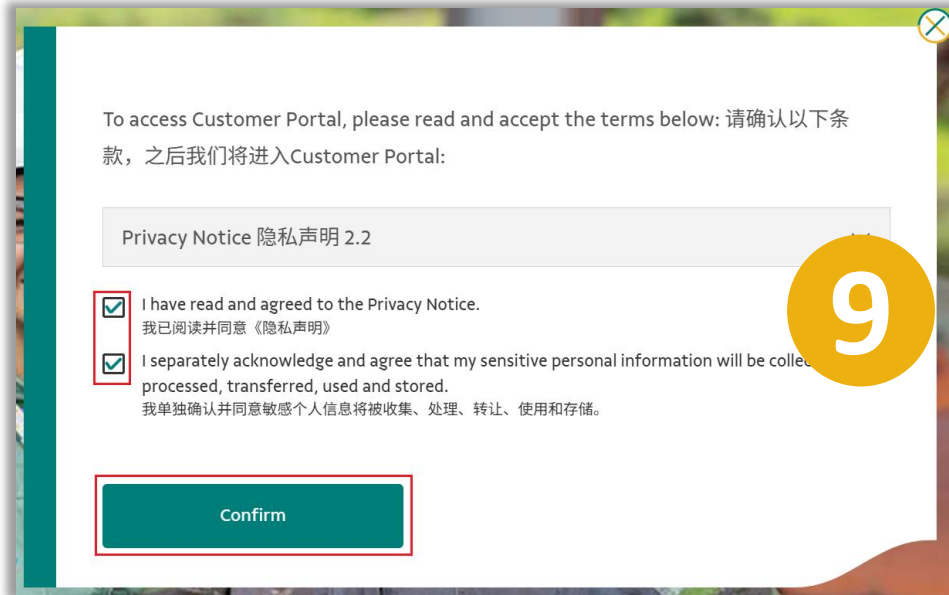 To access Customer Portal, please read and accept the terms below: 请确认以下条
款，之后我们将进入Customer Portal:
Privacy Notice 隐私声明 2.2
9
I have read and agreed to the Privacy Notice.
我已阅读并同意《隐私声明》
I separately acknowledge and agree that my sensitive personal information will be
processed, transferred, used and stored.
我单独确认并同意敏感个人信息将被收集、处理、转让、使用和存储。
Confirm